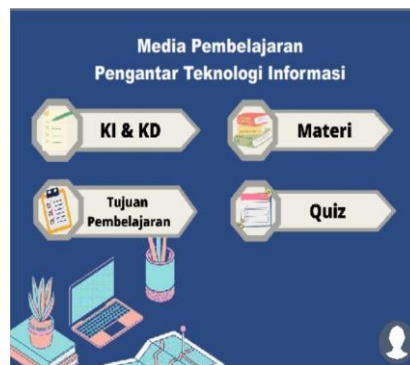 Media Pembelajaran
Pengantar Teknologi Informasi
KI & KD
Materi
Tujuan
Pembelajaran
Quiz